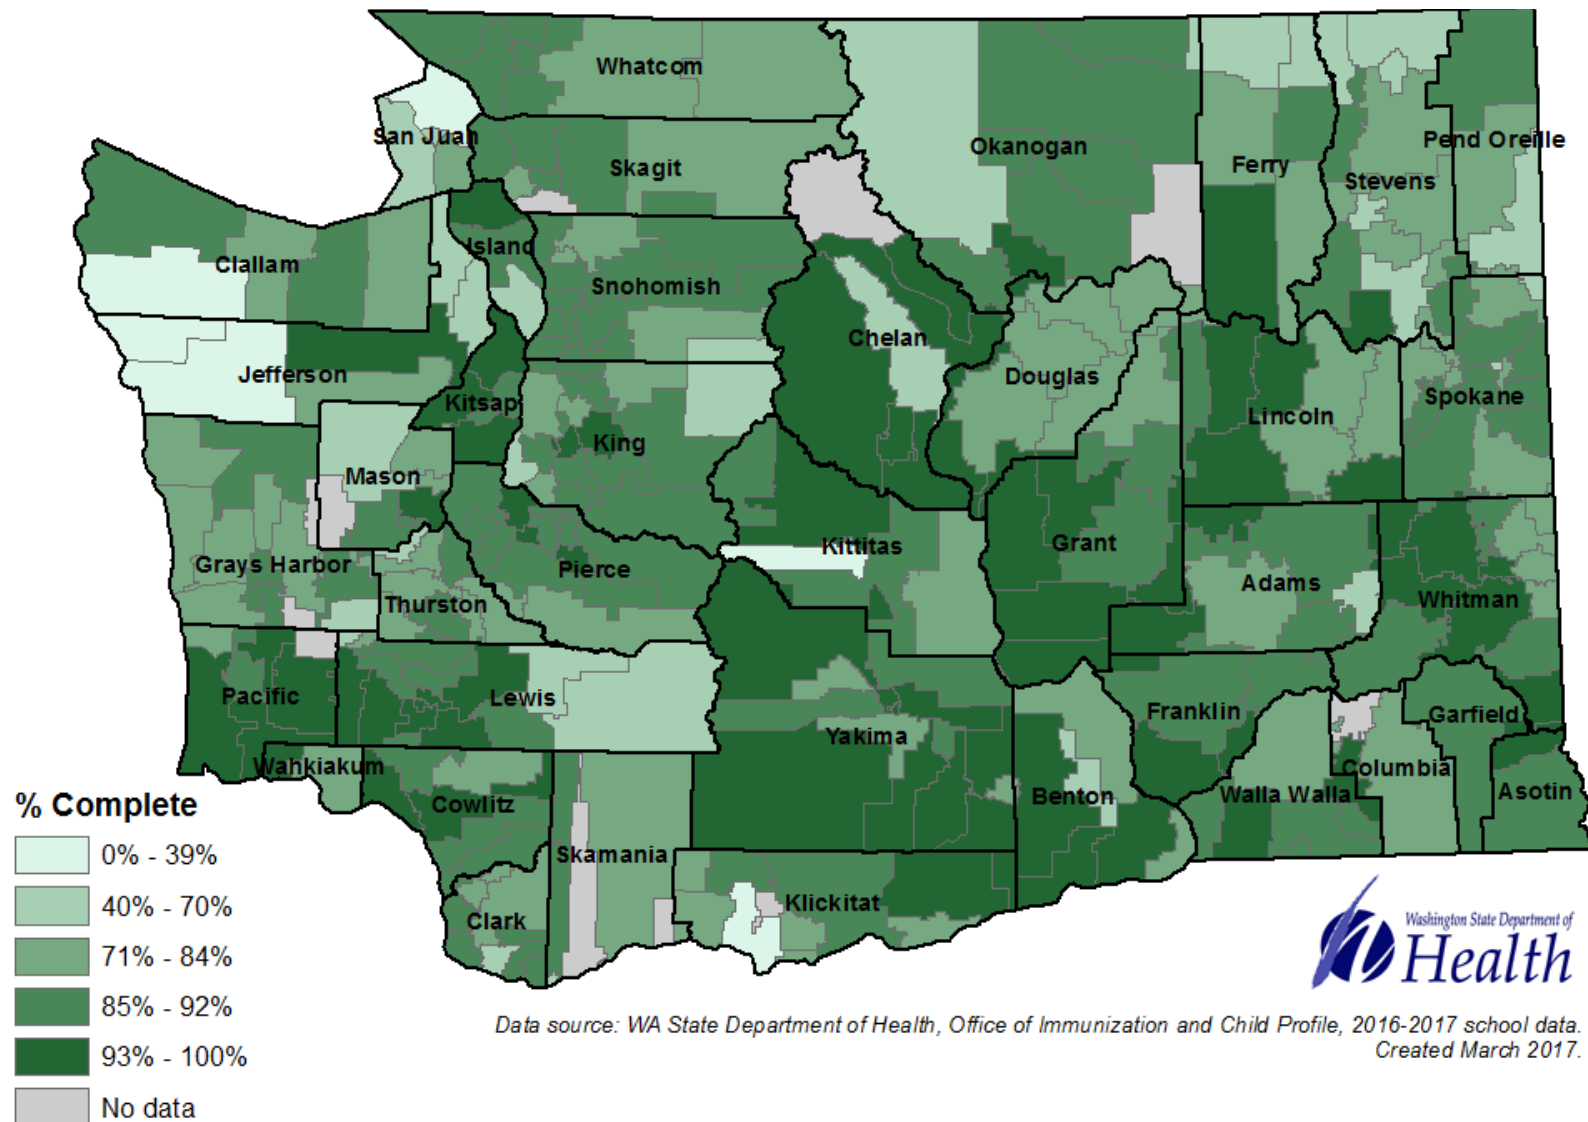 Whatcom
San Juan
Skagit
Okanogan
Ferry
Stevens
Pend Oreille
Clallam
Island
Snohomish
Chelan
Douglas
Jefferson
Kitsap
King
Lincoln
Spokane
Mason
Grays Harbor
Thurston
Pierce
Kittitas
Grant
Adams
Whitman
Pacific
Lewis
Yakima
Franklin
Garfield
Wahkiakum
Cowlitz
Benton
Walla Walla
Columbia
Asotin
Skamania
Clark
Klickitat
% Complete
0% - 39%
40% - 70%
71% - 84%
85% - 92%
93% - 100%
No data
Washington State Department of
Health
Data source: WA State Department of Health, Office of Immunization and Child Profile, 2016-2017 school data.
Created March 2017.